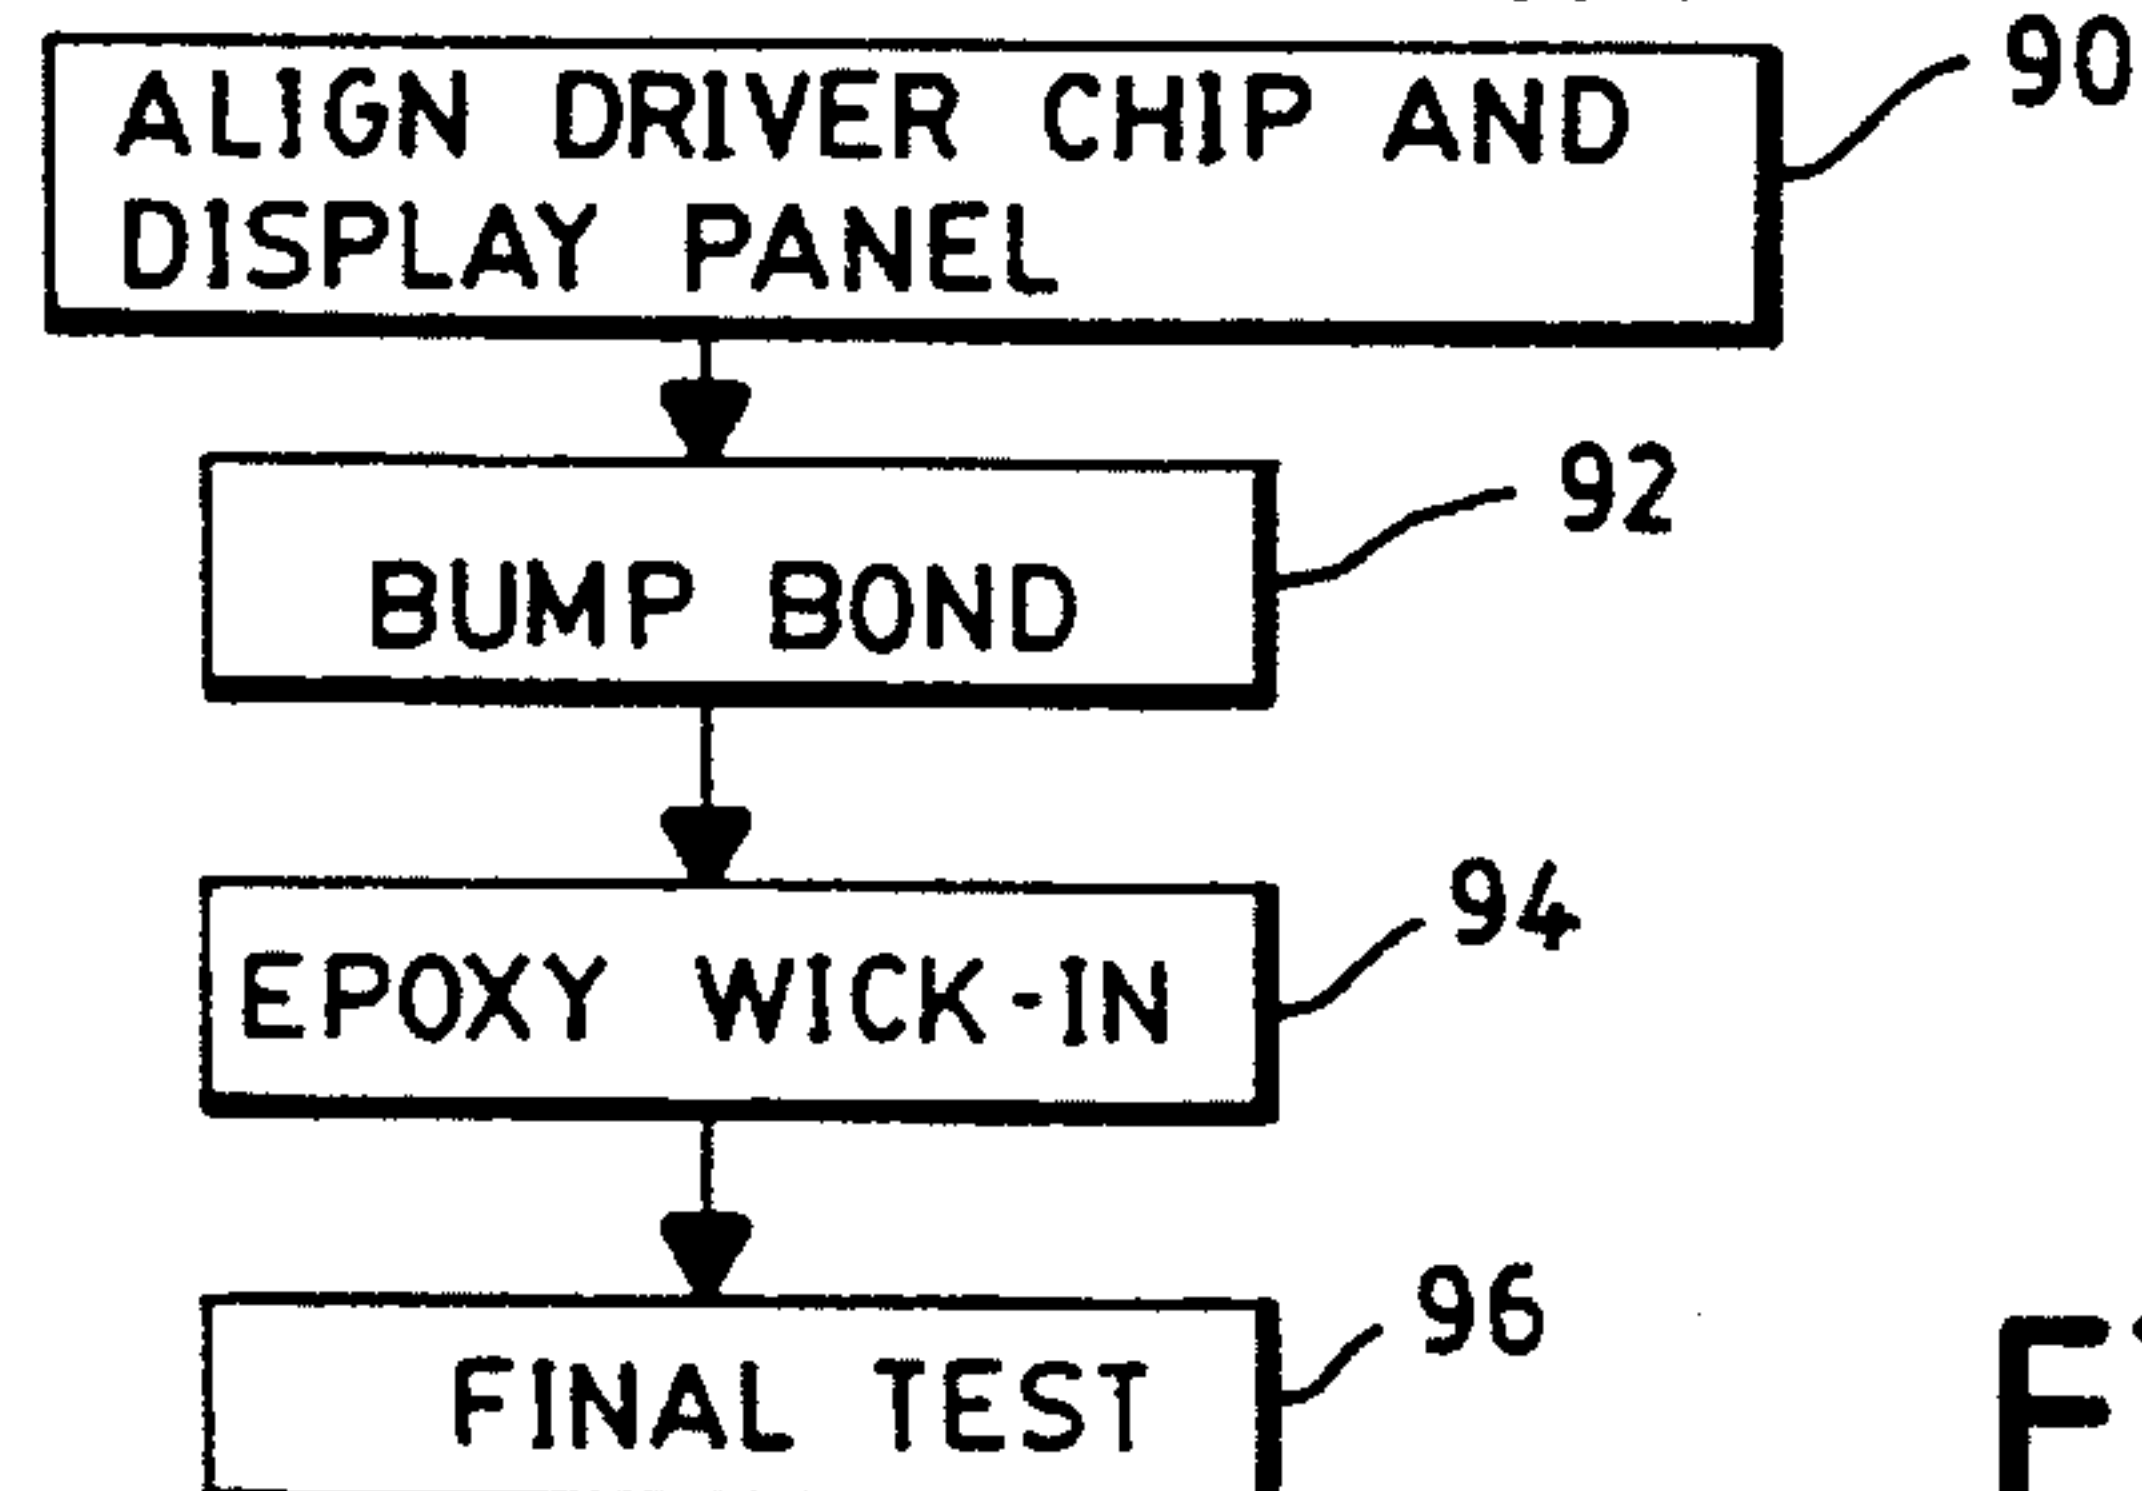 ALIGN DRIVER CHIP AND
DISPLAY PANEL
90
BUMP BOND
92
EPOXY WICK-IN
94
FINAL TEST
96